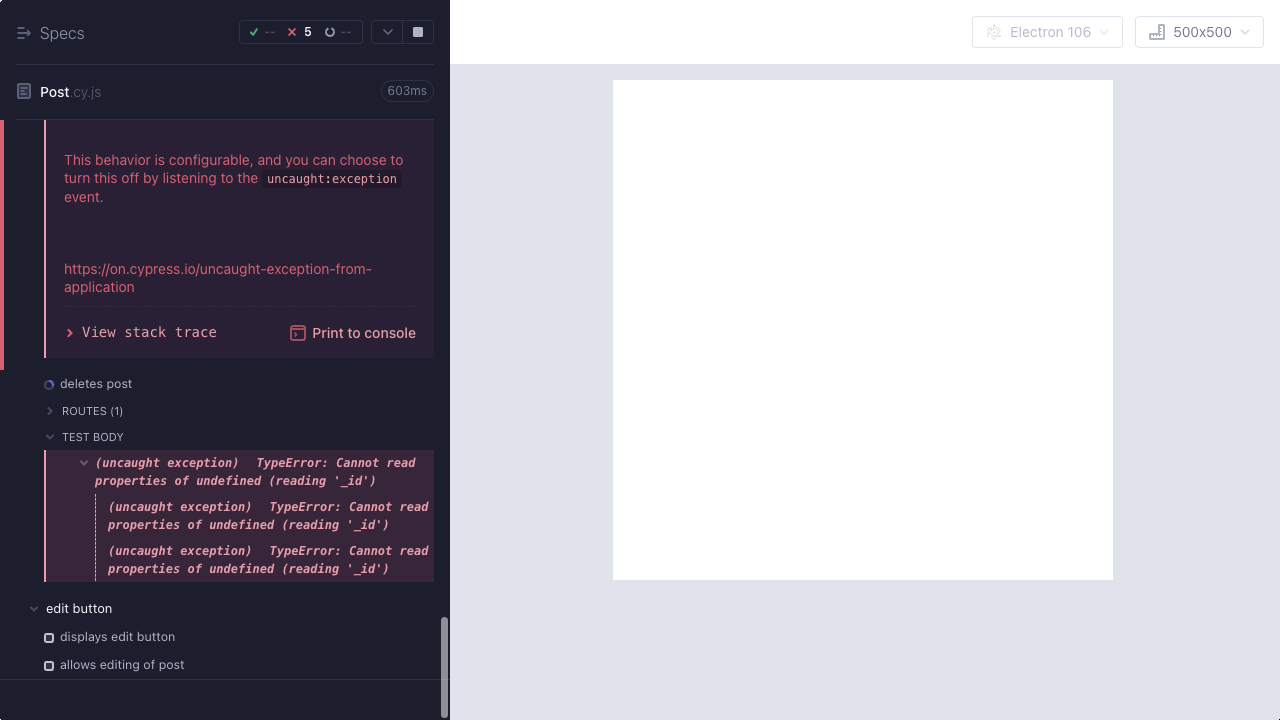 Specs
--
5
--
Electron 106
500x500
Post.cy.js
603ms
This behavior is configurable, and you can choose to
turn this off by listening to the uncaught:exception
event.
https://on.cypress.io/uncaught-exception-from-
application
View stack trace
Print to console
deletes post
ROUTES (1)
TEST BODY
(uncaught exception) TypeError: Cannot read
properties of undefined (reading '_id')
(uncaught exception) TypeError: Cannot read
properties of undefined (reading '_id')
(uncaught exception) TypeError: Cannot read
properties of undefined (reading '_id')
edit button
displays edit button
allows editing of post